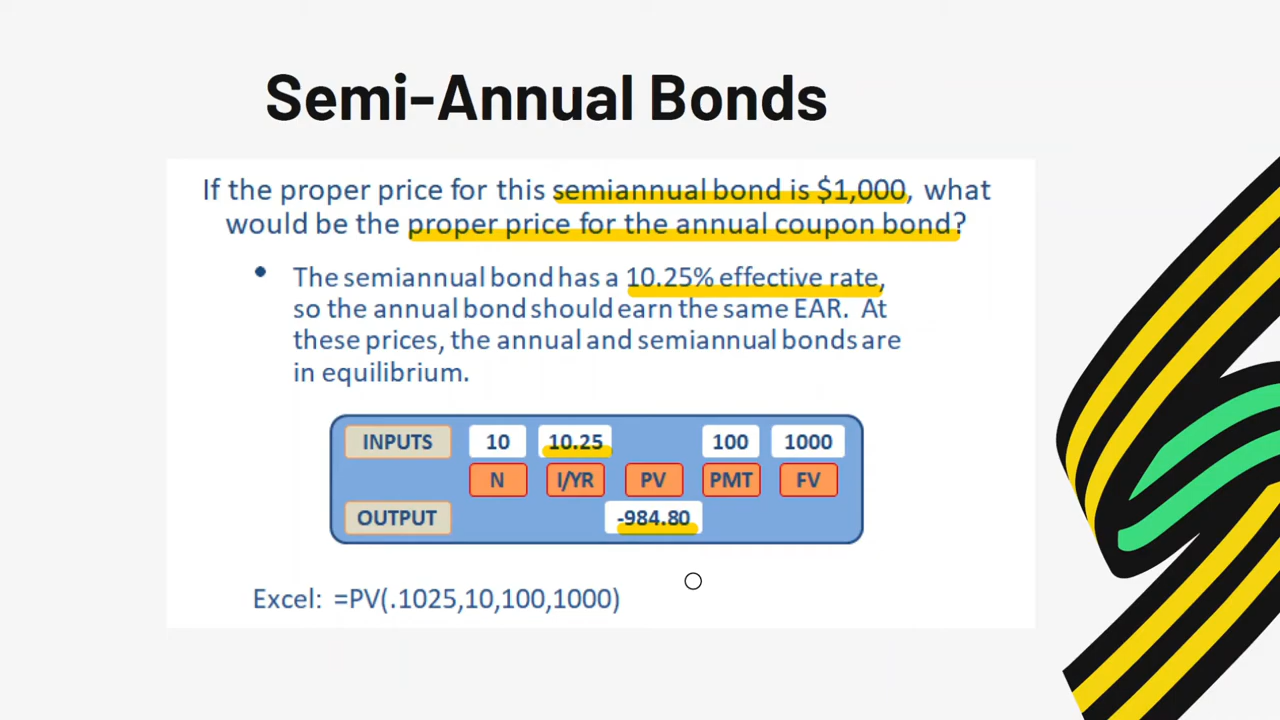 Semi-Annual Bonds
If the proper price for this semiannual bond is $1,000, what
would be the proper price for the annual coupon bond?
• The semiannual bond has a 10.25% effective rate,
so the annual bond should earn the same EAR. At
these prices, the annual and semiannual bonds are
in equilibrium.
INPUTS 10 10.25 100 1000
N I/YR PV PMT FV
OUTPUT -984.80
Excel: =PV(.1025,10,100,1000)